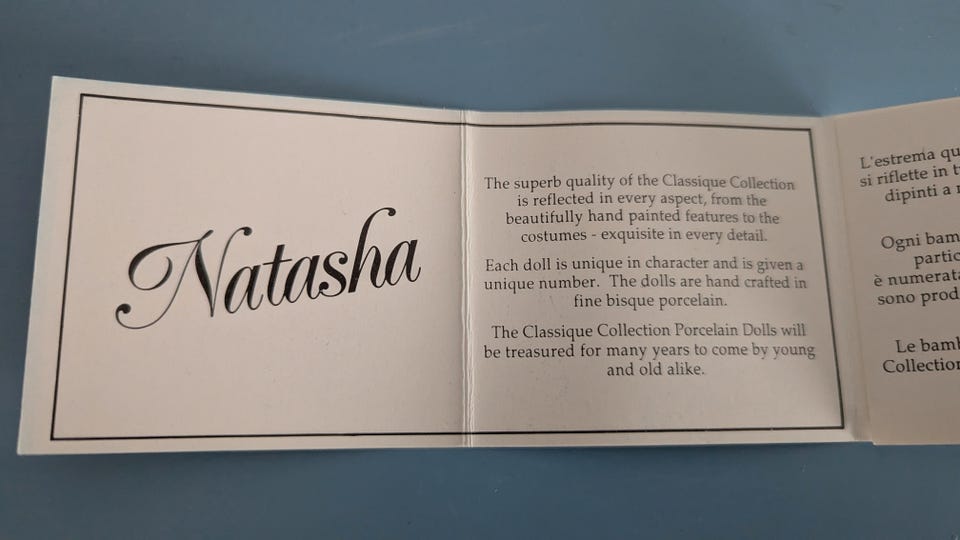 Natasha
The superb quality of the Classique Collection
is reflected in every aspect, from the
beautifully hand painted features to the
costumes - exquisite in every detail.
Each doll is unique in character and is given a
unique number. The dolls are hand crafted in
fine bisque porcelain.
The Classique Collection Porcelain Dolls will
be treasured for many years to come by young
and old alike.
L'estrema
si riflette in
dipinti a
Ogni
è
sono
Le